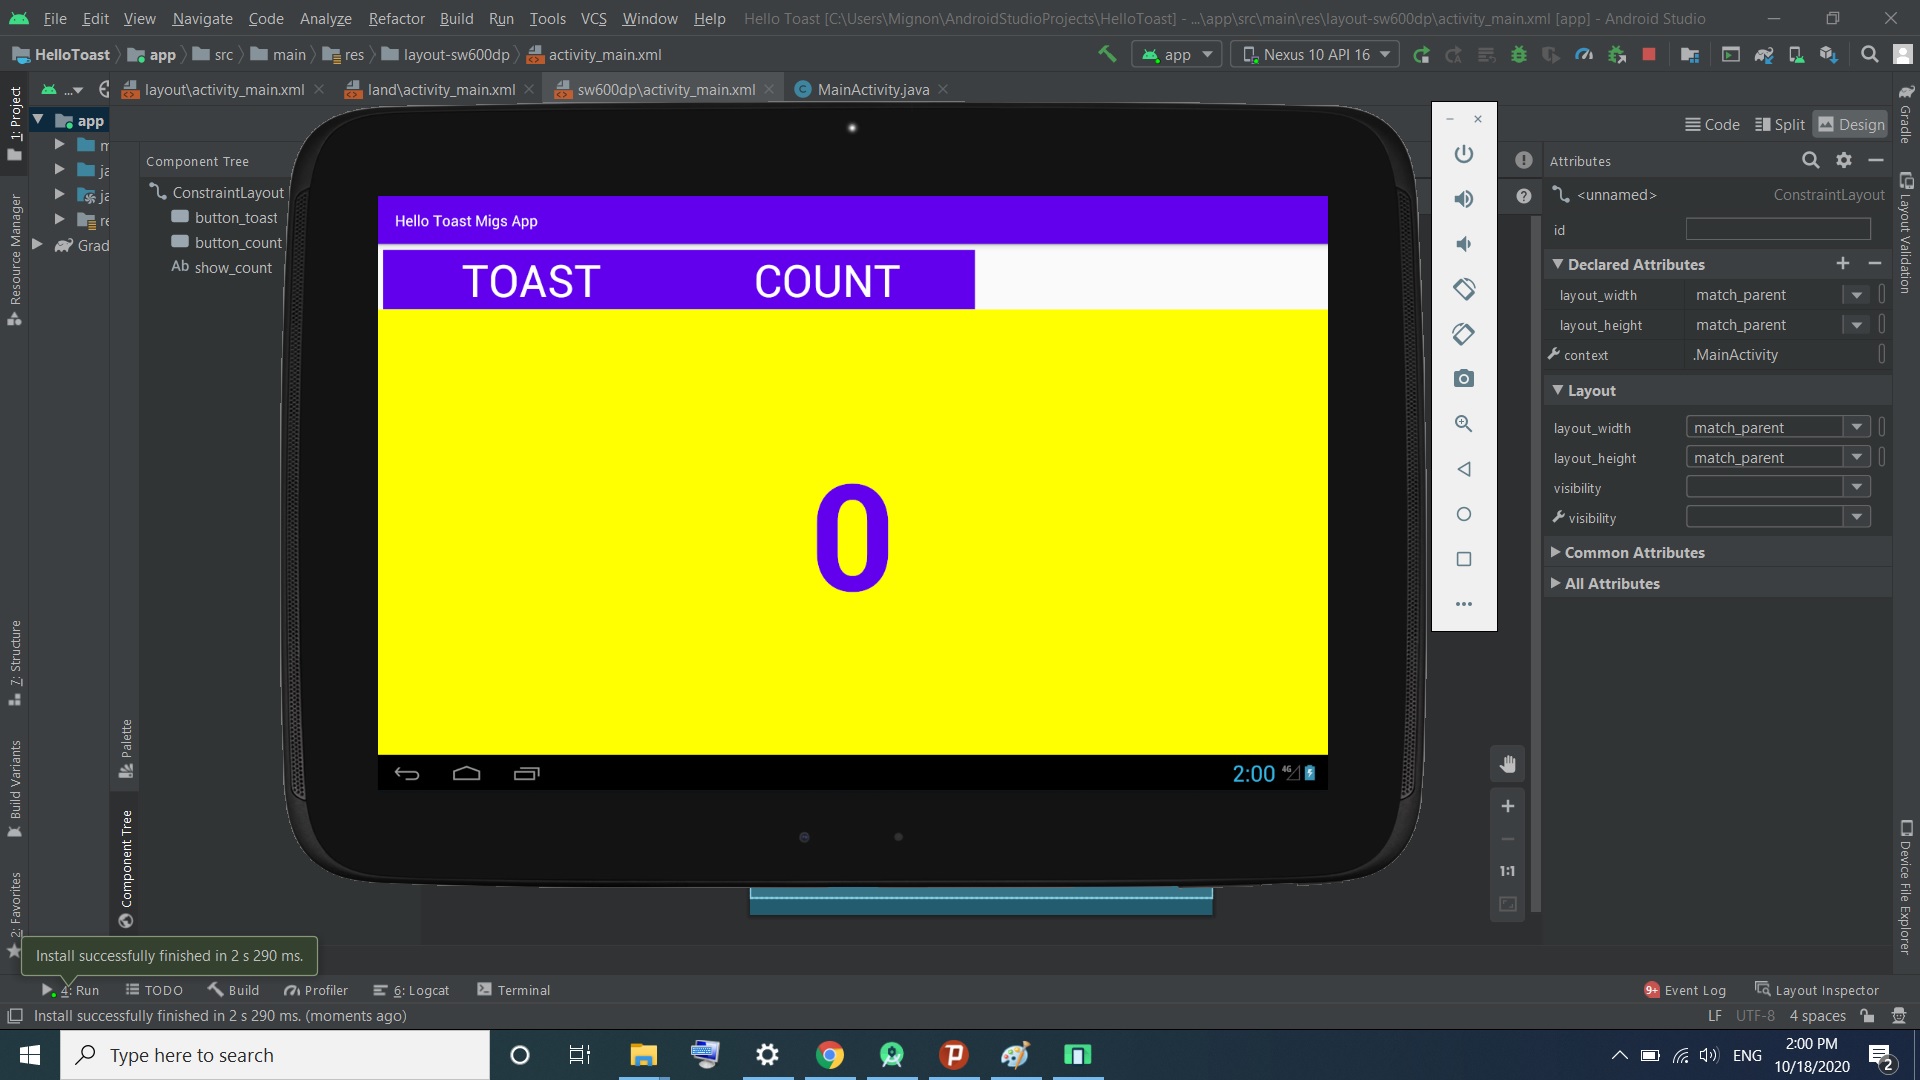 File Edit View Navigate Code Analyze Refactor Build Run Tools VCS Window Help Hello Toast [C:\Users\Mignon\AndroidStudioProjects\HelloToast] - ...\app\src\main\res\layout-sw600dp\activity_main.xml [app] - Android Studio
HelloToast app src main res layout-sw600dp activity_main.xml app Nexus 10 API 16
... layout\activity_main.xml land\activity_main.xml sw600dp\activity_main.xml MainActivity.java
1: Project
Resource Manager
7: Structure
Build Variants
2: Favorites
app
m
ja
ja
re
Grad
Palette
Component Tree
Component Tree
ConstraintLayout
button_toast
button_count
Ab show_count
Hello Toast Migs App
TOAST COUNT
0
2:00 4G
Code Split Design
Attributes
<unnamed> ConstraintLayout
id
Declared Attributes
layout_width match_parent
layout_height match_parent
context .MainActivity
Layout
layout_width match_parent
layout_height match_parent
visibility
visibility
Common Attributes
All Attributes
1:1
Gradle
Layout Validation
Device File Explorer
Install successfully finished in 2 s 290 ms.
4: Run TODO Build Profiler 6: Logcat Terminal 9+ Event Log Layout Inspector
Install successfully finished in 2 s 290 ms. (moments ago) LF UTF-8 4 spaces
Type here to search ENG 2:00 PM
10/18/2020 2